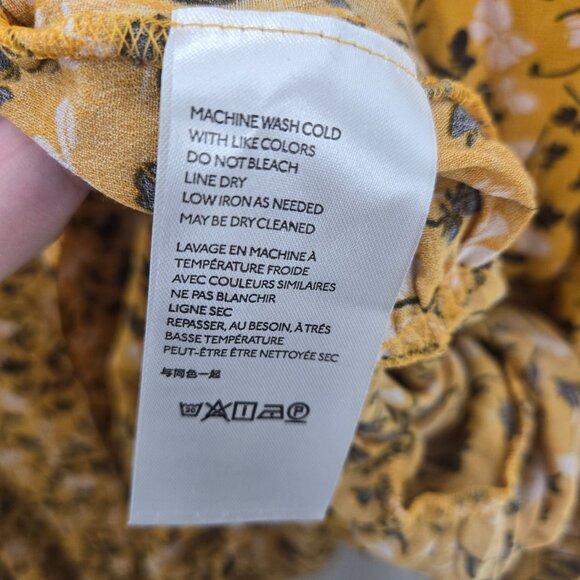 MACHINE WASH COLD
WITH LIKE COLORS
DO NOT BLEACH
LINE DRY
LOW IRON AS NEEDED
MAY BE DRY CLEANED
LAVAGE EN MACHINE À
TEMPÉRATURE FROIDE
AVEC COULEURS SIMILAIRES
NE PAS BLANCHIR
LIGNE SEC
REPASSER, AU BESOIN, À TRÉS
BASSE TEMPÉRATURE
PEUT-ÊTRE ÊTRE NETTOYÉE SEC
与同色一起
30 P